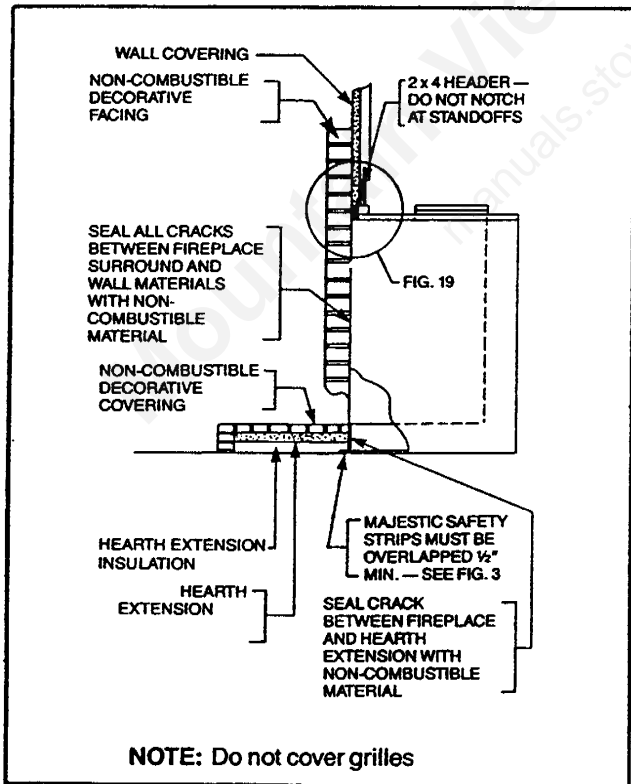 WALL COVERING
NON-COMBUSTIBLE
DECORATIVE
FACING
2 x 4 HEADER —
DO NOT NOTCH
AT STANDOFFS
SEAL ALL CRACKS
BETWEEN FIREPLACE
SURROUND AND
WALL MATERIALS
WITH NON-
COMBUSTIBLE
MATERIAL
FIG. 19
NON-COMBUSTIBLE
DECORATIVE
COVERING
HEARTH EXTENSION
INSULATION
HEARTH
EXTENSION
MAJESTIC SAFETY
STRIPS MUST BE
OVERLAPPED ½"
MIN. — SEE FIG. 3
SEAL CRACK
BETWEEN FIREPLACE
AND HEARTH
EXTENSION WITH
NON-COMBUSTIBLE
MATERIAL
NOTE: Do not cover grilles